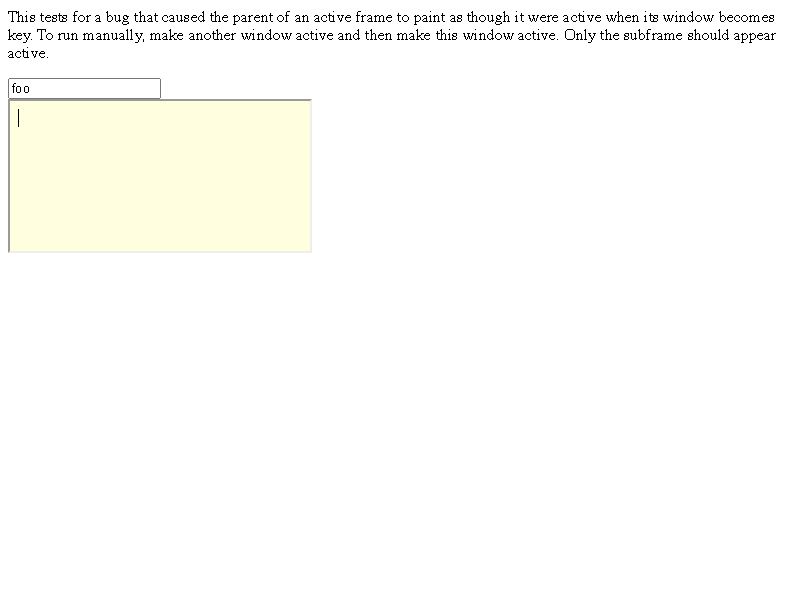 This tests for a bug that caused the parent of an active frame to paint as though it were active when its window becomes
key. To run manually, make another window active and then make this window active. Only the subframe should appear
active.
foo